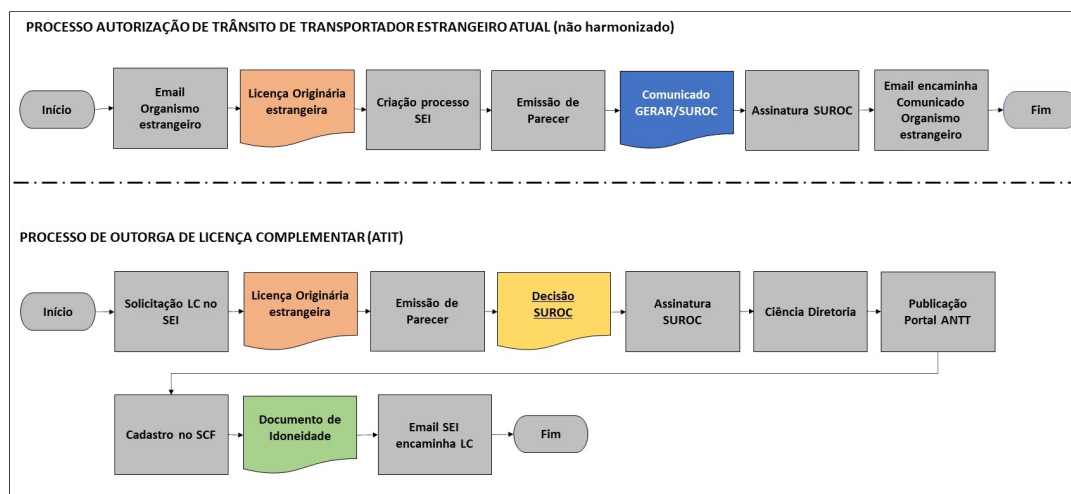 PROCESSO AUTORIZAÇÃO DE TRÂNSITO DE TRANSPORTADOR ESTRANGEIRO ATUAL (não harmonizado)
Início
Email
Organismo
estrangeiro
Licença Originária
estrangeira
Criação processo
SEI
Emissão de
Parecer
Comunicado
GERAR/SUROC
Assinatura SUROC
Email encaminha
Comunicado
Organismo
estrangeiro
Fim
PROCESSO DE OUTORGA DE LICENÇA COMPLEMENTAR (ATIT)
Início
Solicitação LC no
SEI
Licença Originária
estrangeira
Emissão de
Parecer
Decisão
SUROC
Assinatura
SUROC
Ciência Diretoria
Publicação
Portal ANTT
Cadastro no SCF
Documento de
Idoneidade
Email SEI
encaminha LC
Fim